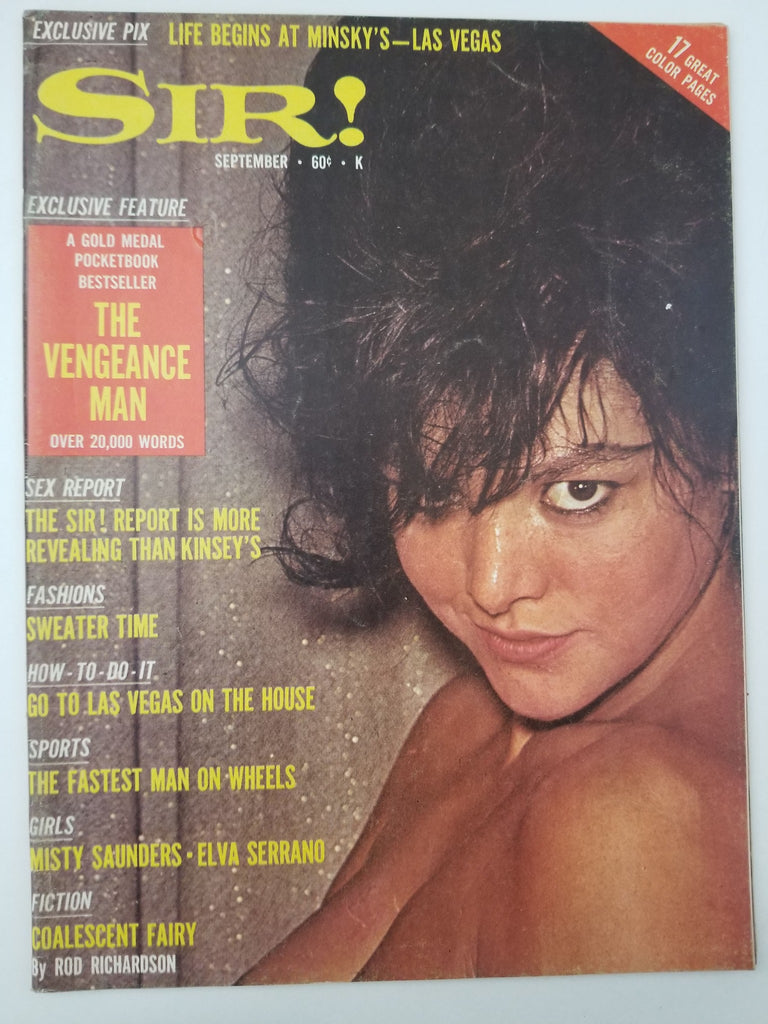 EXCLUSIVE PIX LIFE BEGINS AT MINSKY'S—LAS VEGAS
17 GREAT
COLOR PAGES
SIR!
SEPTEMBER • 60¢ • K
EXCLUSIVE FEATURE
A GOLD MEDAL
POCKETBOOK
BESTSELLER
THE
VENGEANCE
MAN
OVER 20,000 WORDS
SEX REPORT
THE SIR! REPORT IS MORE
REVEALING THAN KINSEY'S
FASHIONS
SWEATER TIME
HOW-TO-DO-IT
GO TO LAS VEGAS ON THE HOUSE
SPORTS
THE FASTEST MAN ON WHEELS
GIRLS
MISTY SAUNDERS • ELVA SERRANO
FICTION
COALESCENT FAIRY
By ROD RICHARDSON